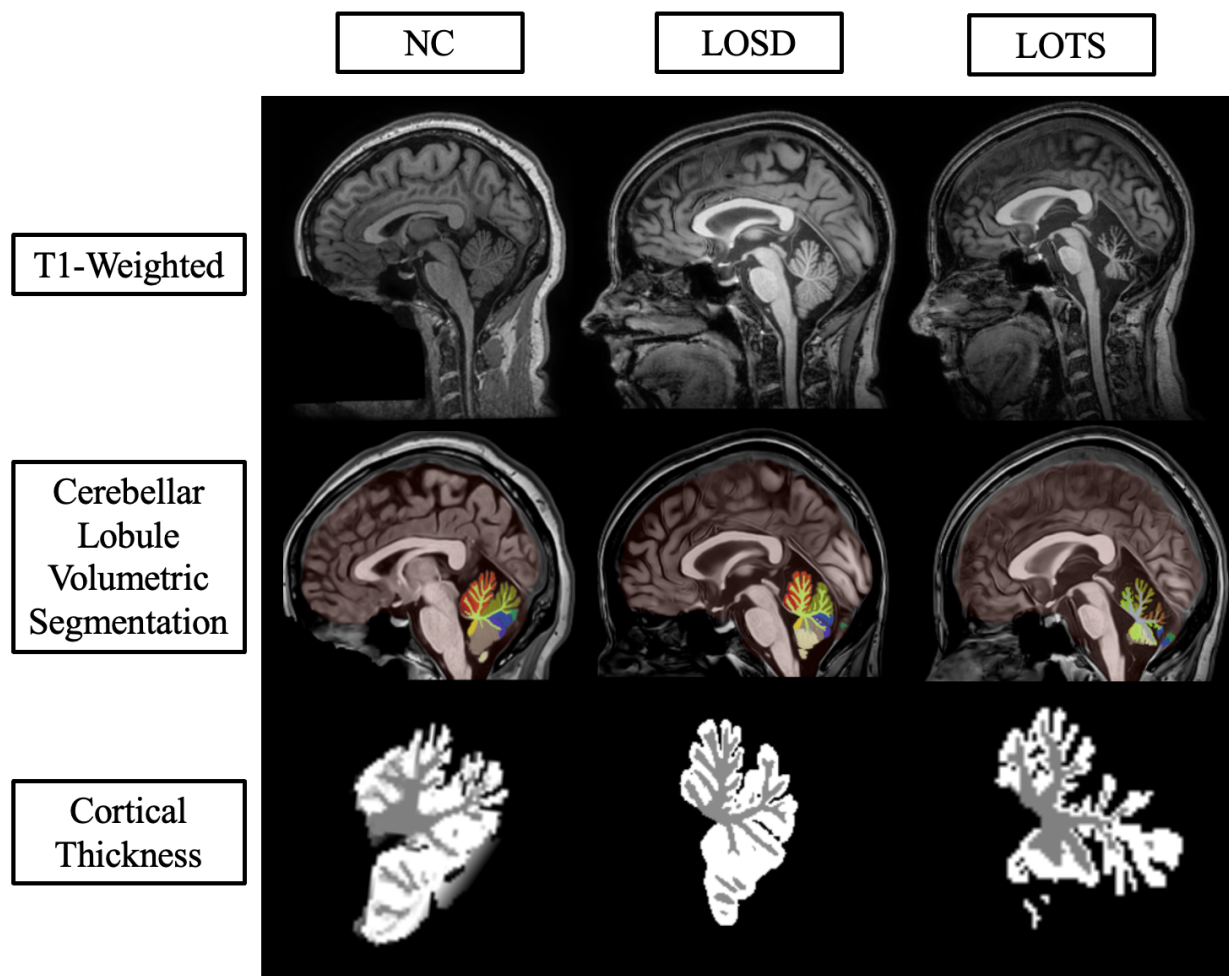 NC
LOSD
LOTS
T1-Weighted
Cerebellar
Lobule
Volumetric
Segmentation
Cortical
Thickness